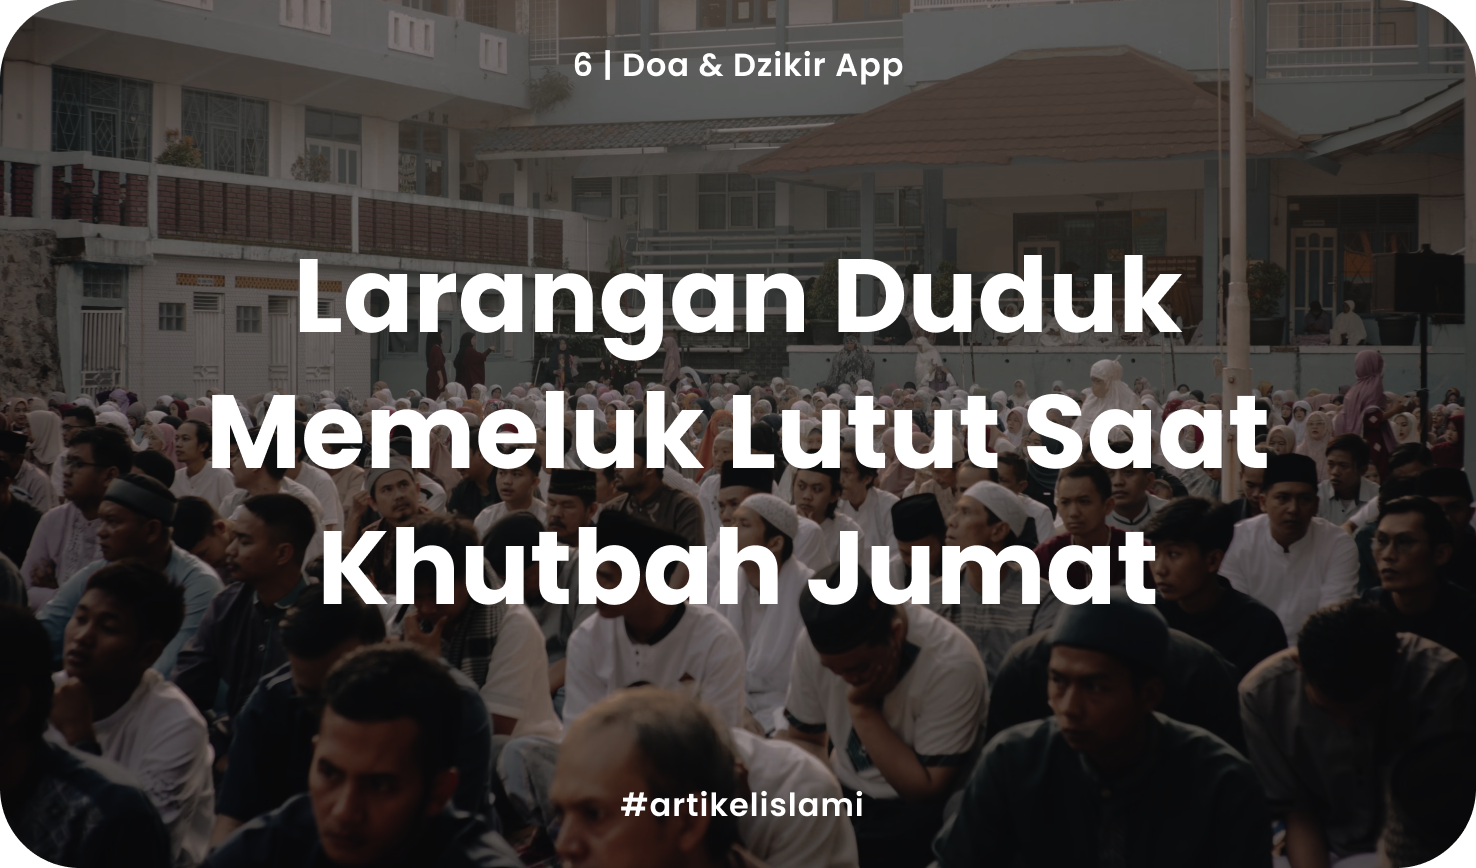 6 | Doa & Dzikir App
Larangan Duduk
Memeluk Lutut Saat
Khutbah Jumat
#artikelislami